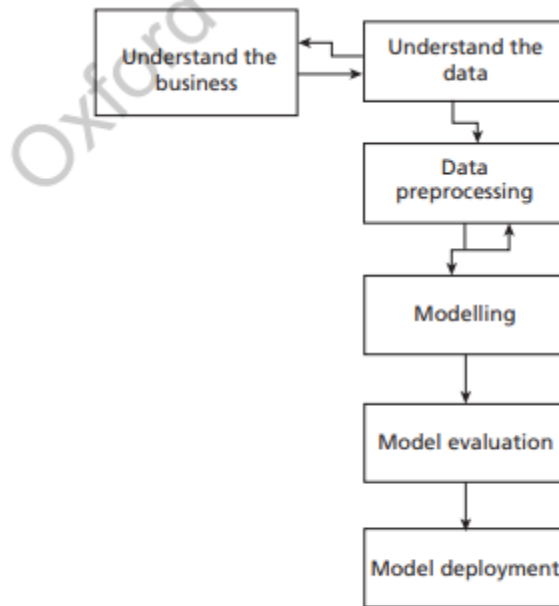 Oxford
Understand the
business
Understand the
data
Data
preprocessing
Modelling
Model evaluation
Model deployment